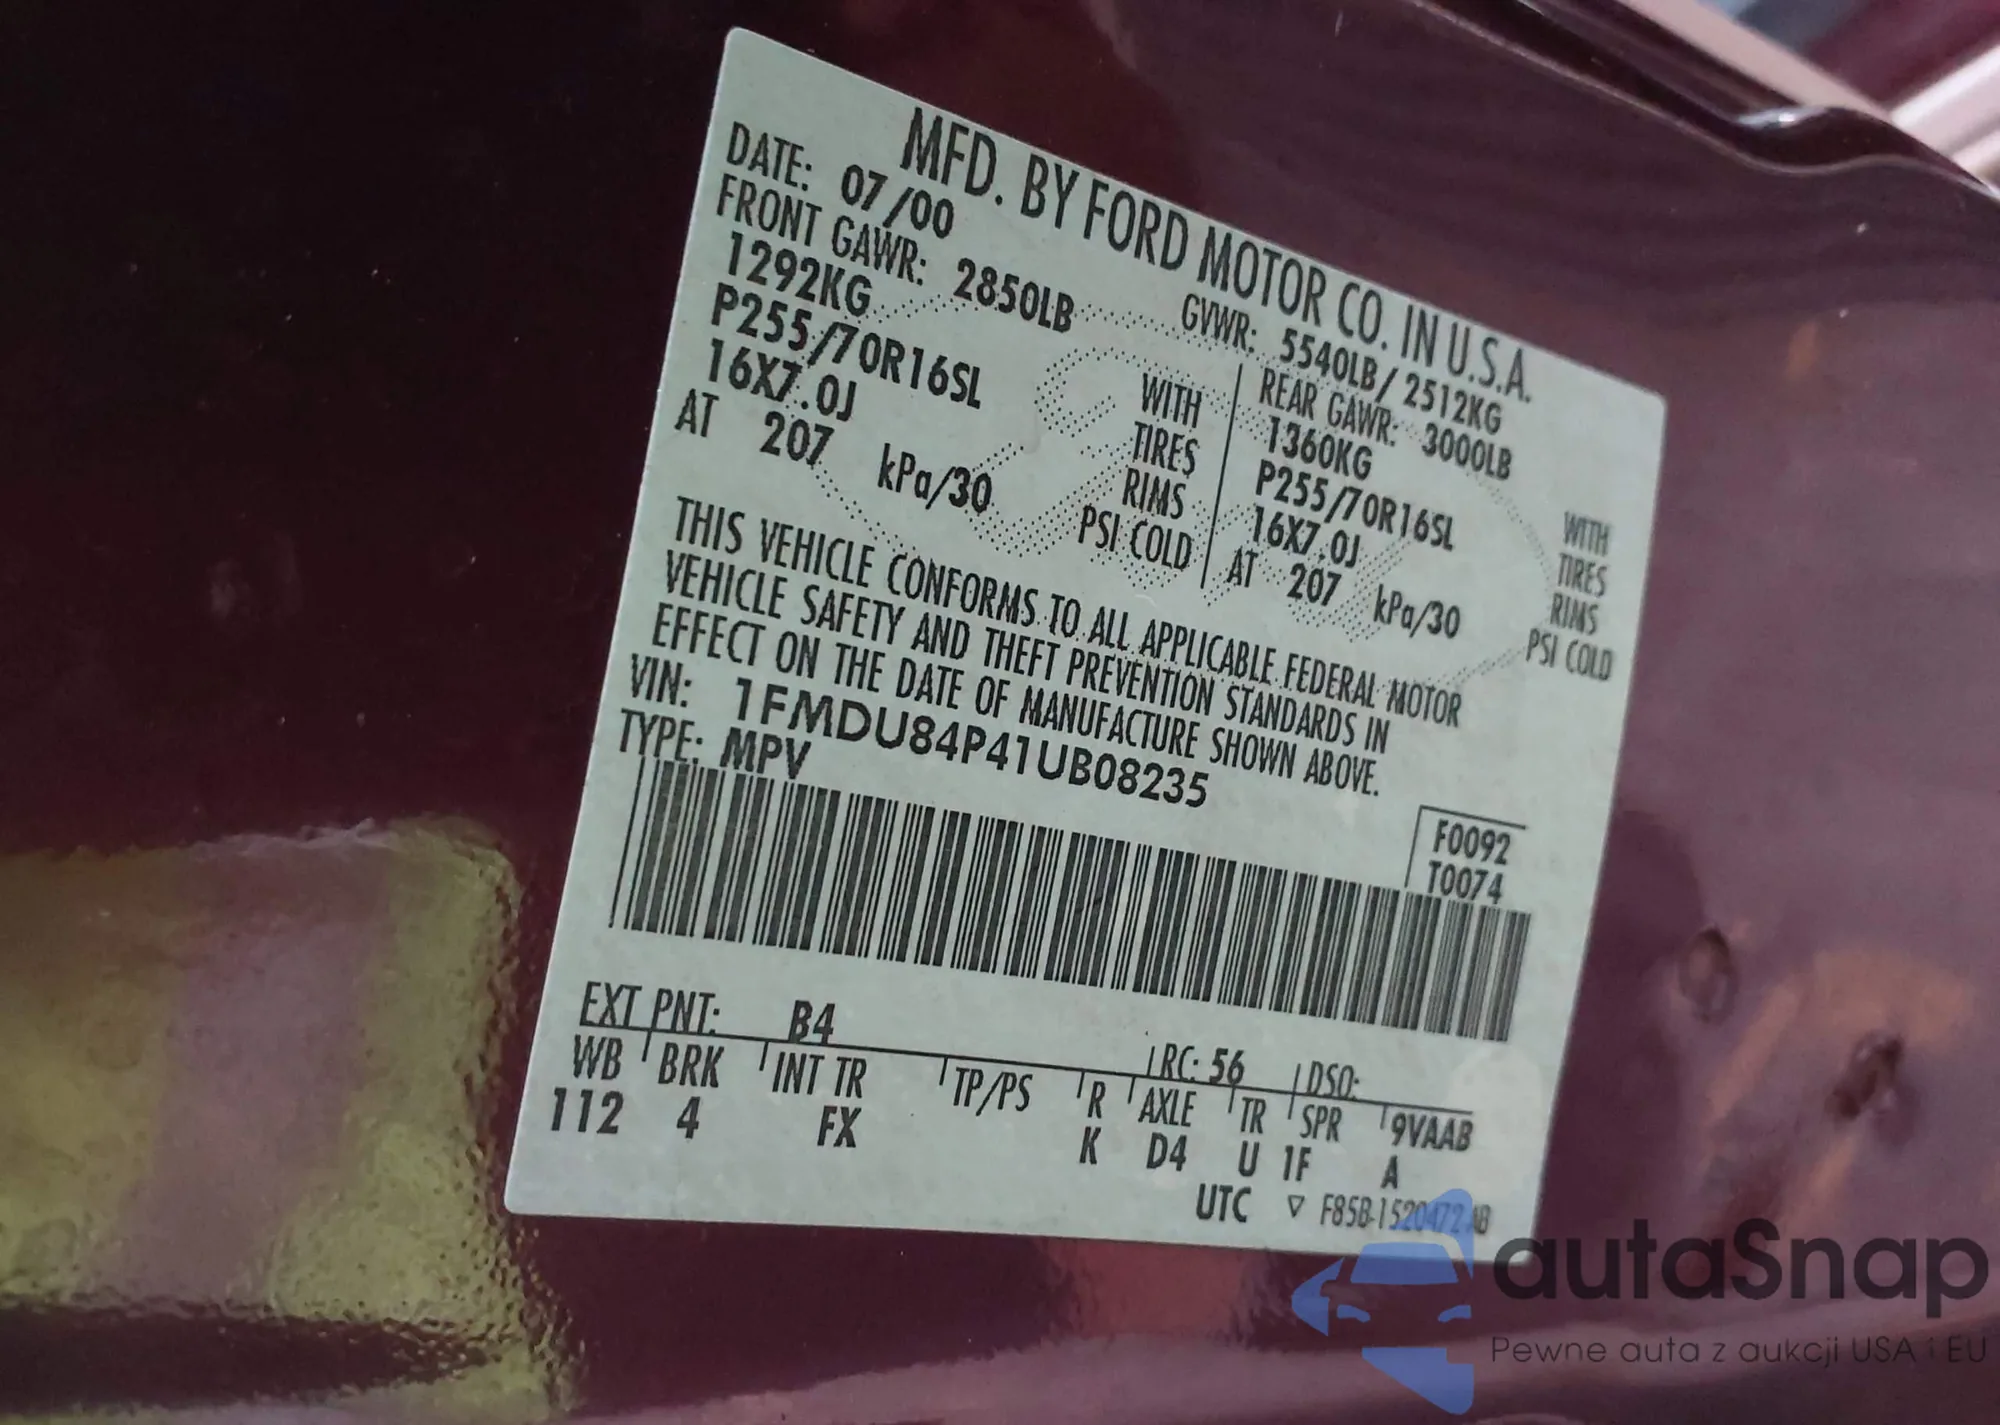 MFD. BY FORD MOTOR CO. IN U.S.A.
DATE: 07/00 GVWR: 5540LB/2512KG
FRONT GAWR: 2850LB REAR GAWR: 3000LB
1292KG WITH 1360KG WITH
P255/70R16SL TIRES P255/70R16SL TIRES
16X7.0J RIMS 16X7.0J RIMS
AT 207 kPa/30 PSI COLD AT 207 kPa/30 PSI COLD
THIS VEHICLE CONFORMS TO ALL APPLICABLE FEDERAL MOTOR
VEHICLE SAFETY AND THEFT PREVENTION STANDARDS IN
EFFECT ON THE DATE OF MANUFACTURE SHOWN ABOVE.
VIN: 1FMDU84P41UB08235
TYPE: MPV
F0092
T0074
EXT PNT: B4 RC: 56 DSO:
WB BRK INT TR TP/PS R AXLE TR SPR 9VAAB
112 4 FX K D4 U 1F A
UTC ▽ F85B-1520472-AB
autaSnap
Pewne auta z aukcji USA i EU